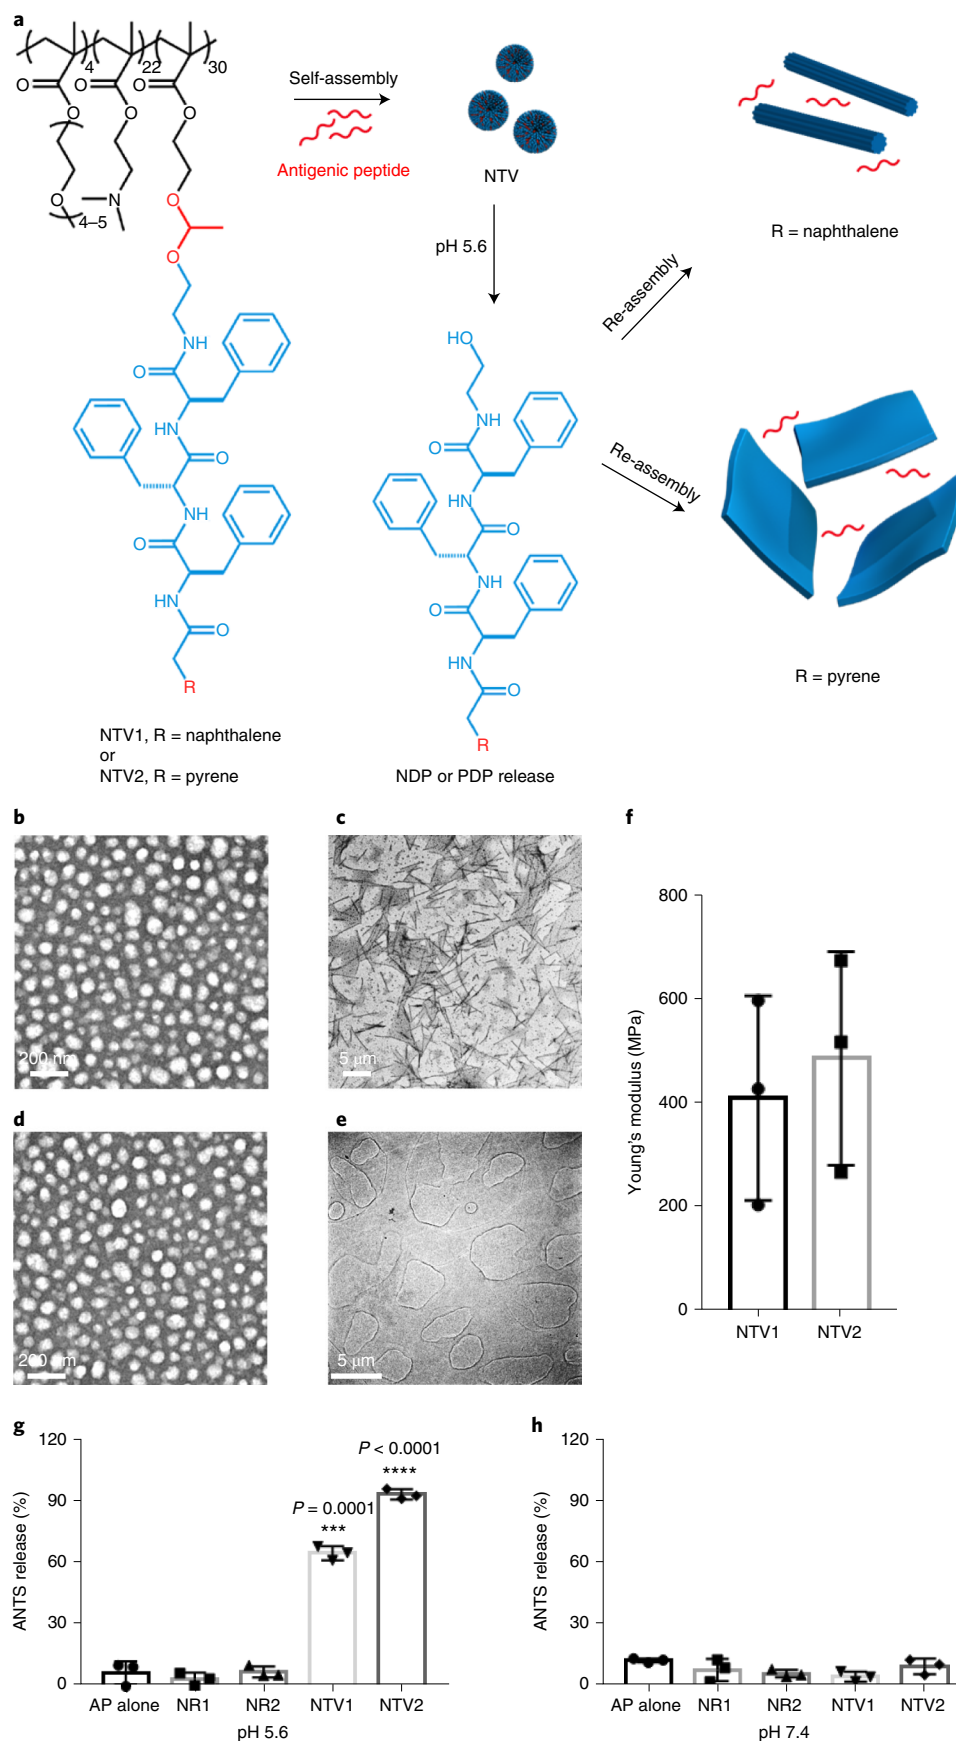 a
4
22
30
O
O
O
O
O
O
O
N
4–5
O
O
NH
O
HN
O
NH
O
HN
O
R
NTV1, R = naphthalene
or
NTV2, R = pyrene
Self-assembly
Antigenic peptide
NTV
pH 5.6
HO
NH
O
HN
O
NH
O
HN
O
R
NDP or PDP release
Re-assembly
R = naphthalene
Re-assembly
R = pyrene
b
200 nm
c
5 μm
d
200 nm
e
5 μm
f
Young's modulus (MPa)
800
600
400
200
0
NTV1
NTV2
g
ANTS release (%)
120
90
60
30
0
P = 0.0001
***
P < 0.0001
****
AP alone
NR1
NR2
NTV1
NTV2
pH 5.6
h
ANTS release (%)
120
90
60
30
0
AP alone
NR1
NR2
NTV1
NTV2
pH 7.4